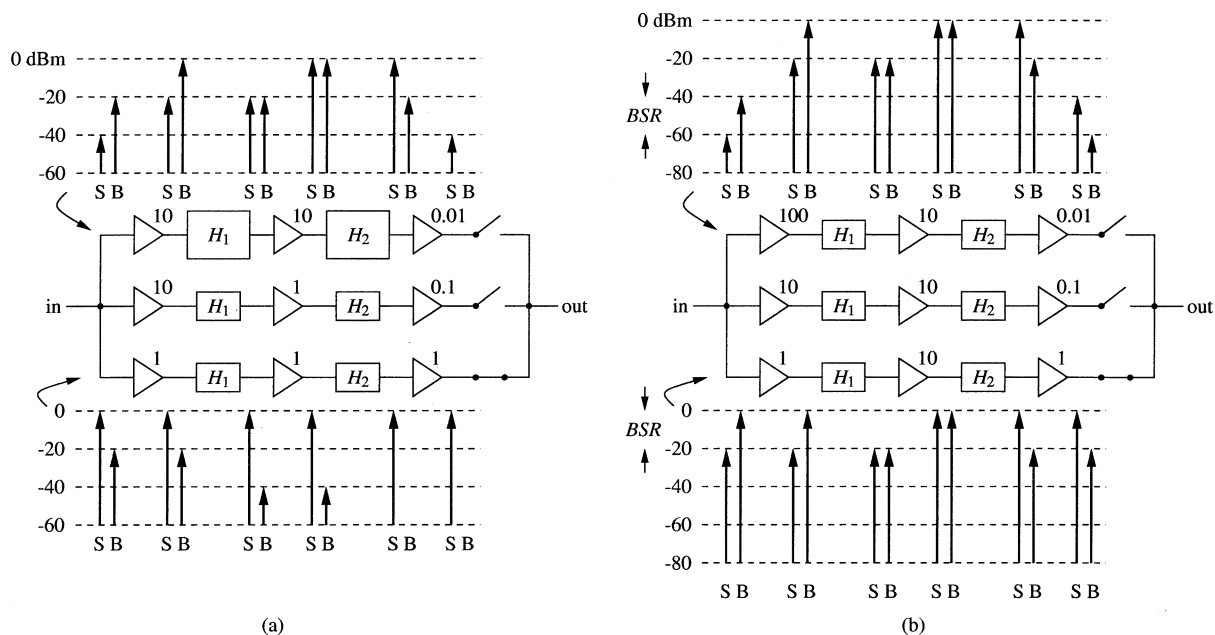 0 dBm
-20
-40
-60
S B S B S B S B S B S B
10 10 0.01
H1 H2
in
10 1 0.1
H1 H2
out
1 1 1
H1 H2
0
-20
-40
-60
S B S B S B S B S B S B
(a)
0 dBm
-20
-40
BSR
-60
-80
S B S B S B S B S B S B
100 10 0.01
H1 H2
in
10 10 0.1
H1 H2
out
1 10 1
H1 H2
0
BSR
-20
-40
-60
-80
S B S B S B S B S B S B
(b)